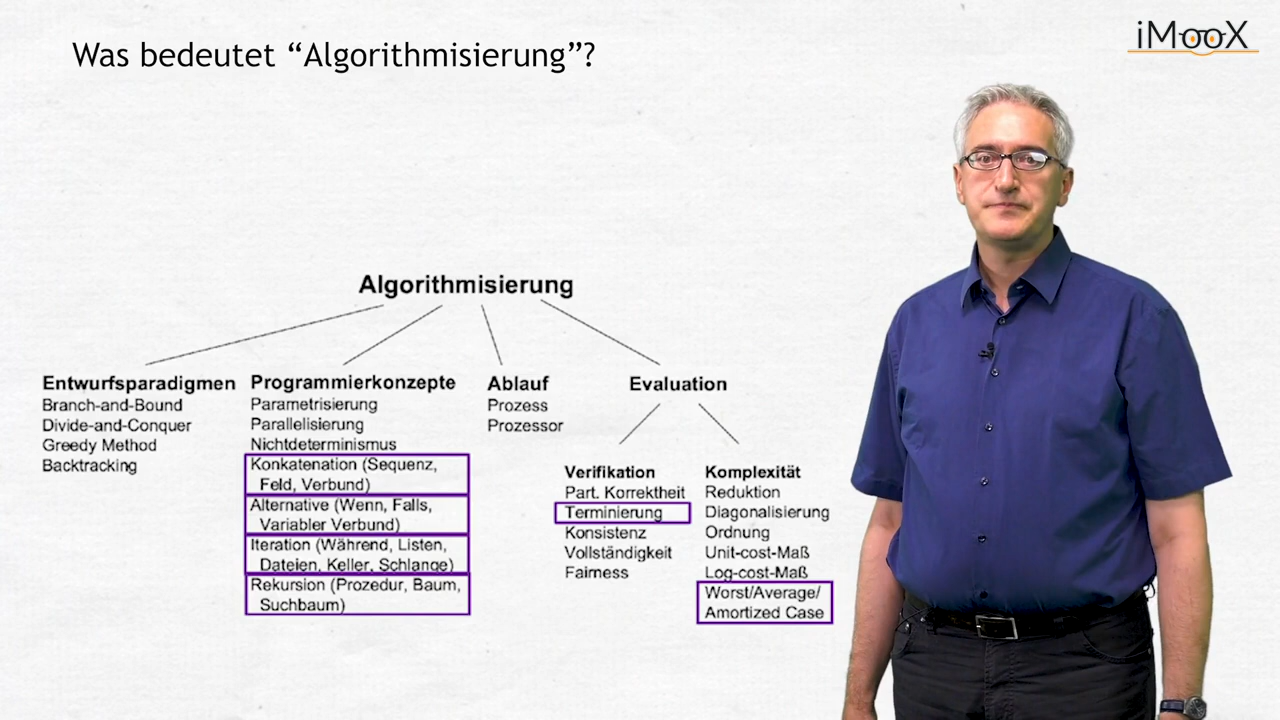 Was bedeutet “Algorithmisierung”?
iMooX
Algorithmisierung
Entwurfsparadigmen
Branch-and-Bound
Divide-and-Conquer
Greedy Method
Backtracking
Programmierkonzepte
Parametrisierung
Parallelisierung
Nichtdeterminismus
Konkatenation (Sequenz,
Feld, Verbund)
Alternative (Wenn, Falls,
Variabler Verbund)
Iteration (Während, Listen,
Dateien, Keller, Schlange)
Rekursion (Prozedur, Baum,
Suchbaum)
Ablauf
Prozess
Prozessor
Evaluation
Verifikation
Part. Korrektheit
Terminierung
Konsistenz
Vollständigkeit
Fairness
Komplexität
Reduktion
Diagonalisierung
Ordnung
Unit-cost-Maß
Log-cost-Maß
Worst/Average/
Amortized Case